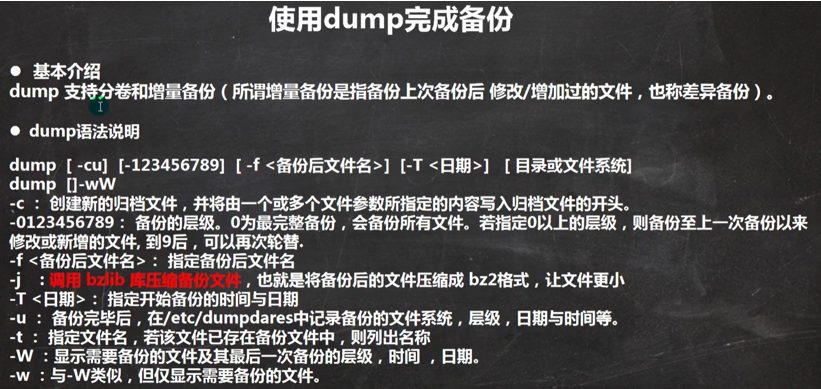 使用dump完成备份
● 基本介绍
dump 支持分卷和增量备份（所谓增量备份是指备份上次备份后 修改/增加过的文件，也称差异备份）。
● dump语法说明
dump [ -cu] [-123456789] [ -f <备份后文件名>] [-T <日期>] [ 目录或文件系统]
dump []-wW
-c ： 创建新的归档文件，并将由一个或多个文件参数所指定的内容写入归档文件的开头。
-0123456789： 备份的层级。0为最完整备份，会备份所有文件。若指定0以上的层级，则备份至上一次备份以来
修改或新增的文件, 到9后，可以再次轮替.
-f <备份后文件名>： 指定备份后文件名
-j ： 调用 bzlib 库压缩备份文件，也就是将备份后的文件压缩成 bz2格式，让文件更小
-T <日期>： 指定开始备份的时间与日期
-u ： 备份完毕后，在/etc/dumpdares中记录备份的文件系统，层级，日期与时间等。
-t ： 指定文件名，若该文件已存在备份文件中，则列出名称
-W ：显示需要备份的文件及其最后一次备份的层级，时间 ，日期。
-w ：与-W类似，但仅显示需要备份的文件。